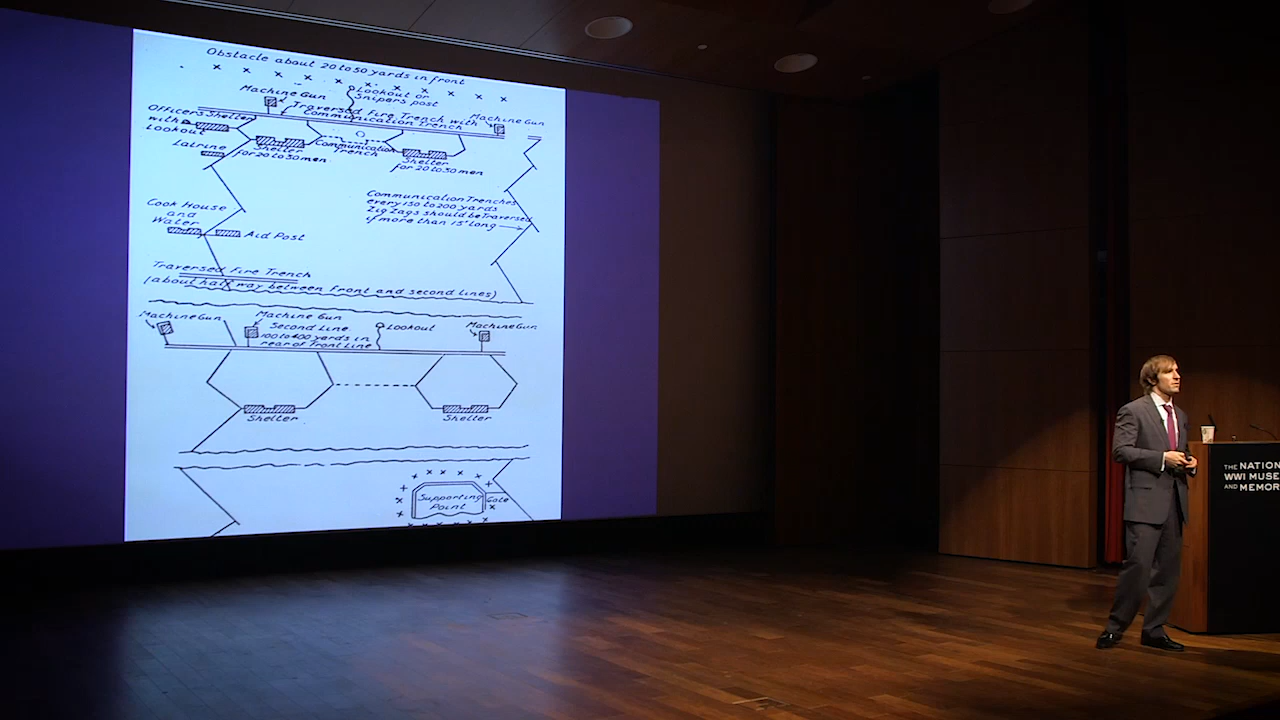 Obstacle about 20 to 50 yards in front
Machine Gun
Lookout or
Snipers post
Traversed Fire Trench with
Communication Trench
Machine Gun
Officers Shelter
with
Lookout
Latrine
Shelter
for 20 to 50 men
Communication
Trench
Shelter
for 20 to 50 men
Communication Trenches
every 150 to 200 yards
Zig Zags should be Traversed
if more than 15' long
Cook House
and
Water
Aid Post
Traversed Fire Trench
(about half way between Front and second lines)
Machine Gun
Machine Gun
Second Line
100 to 400 yards in
rear of Front Line
Lookout
Machine Gun
Shelter
Shelter
Supporting
Point
Gate
THE NATION
WWI MUSE
AND MEMOR